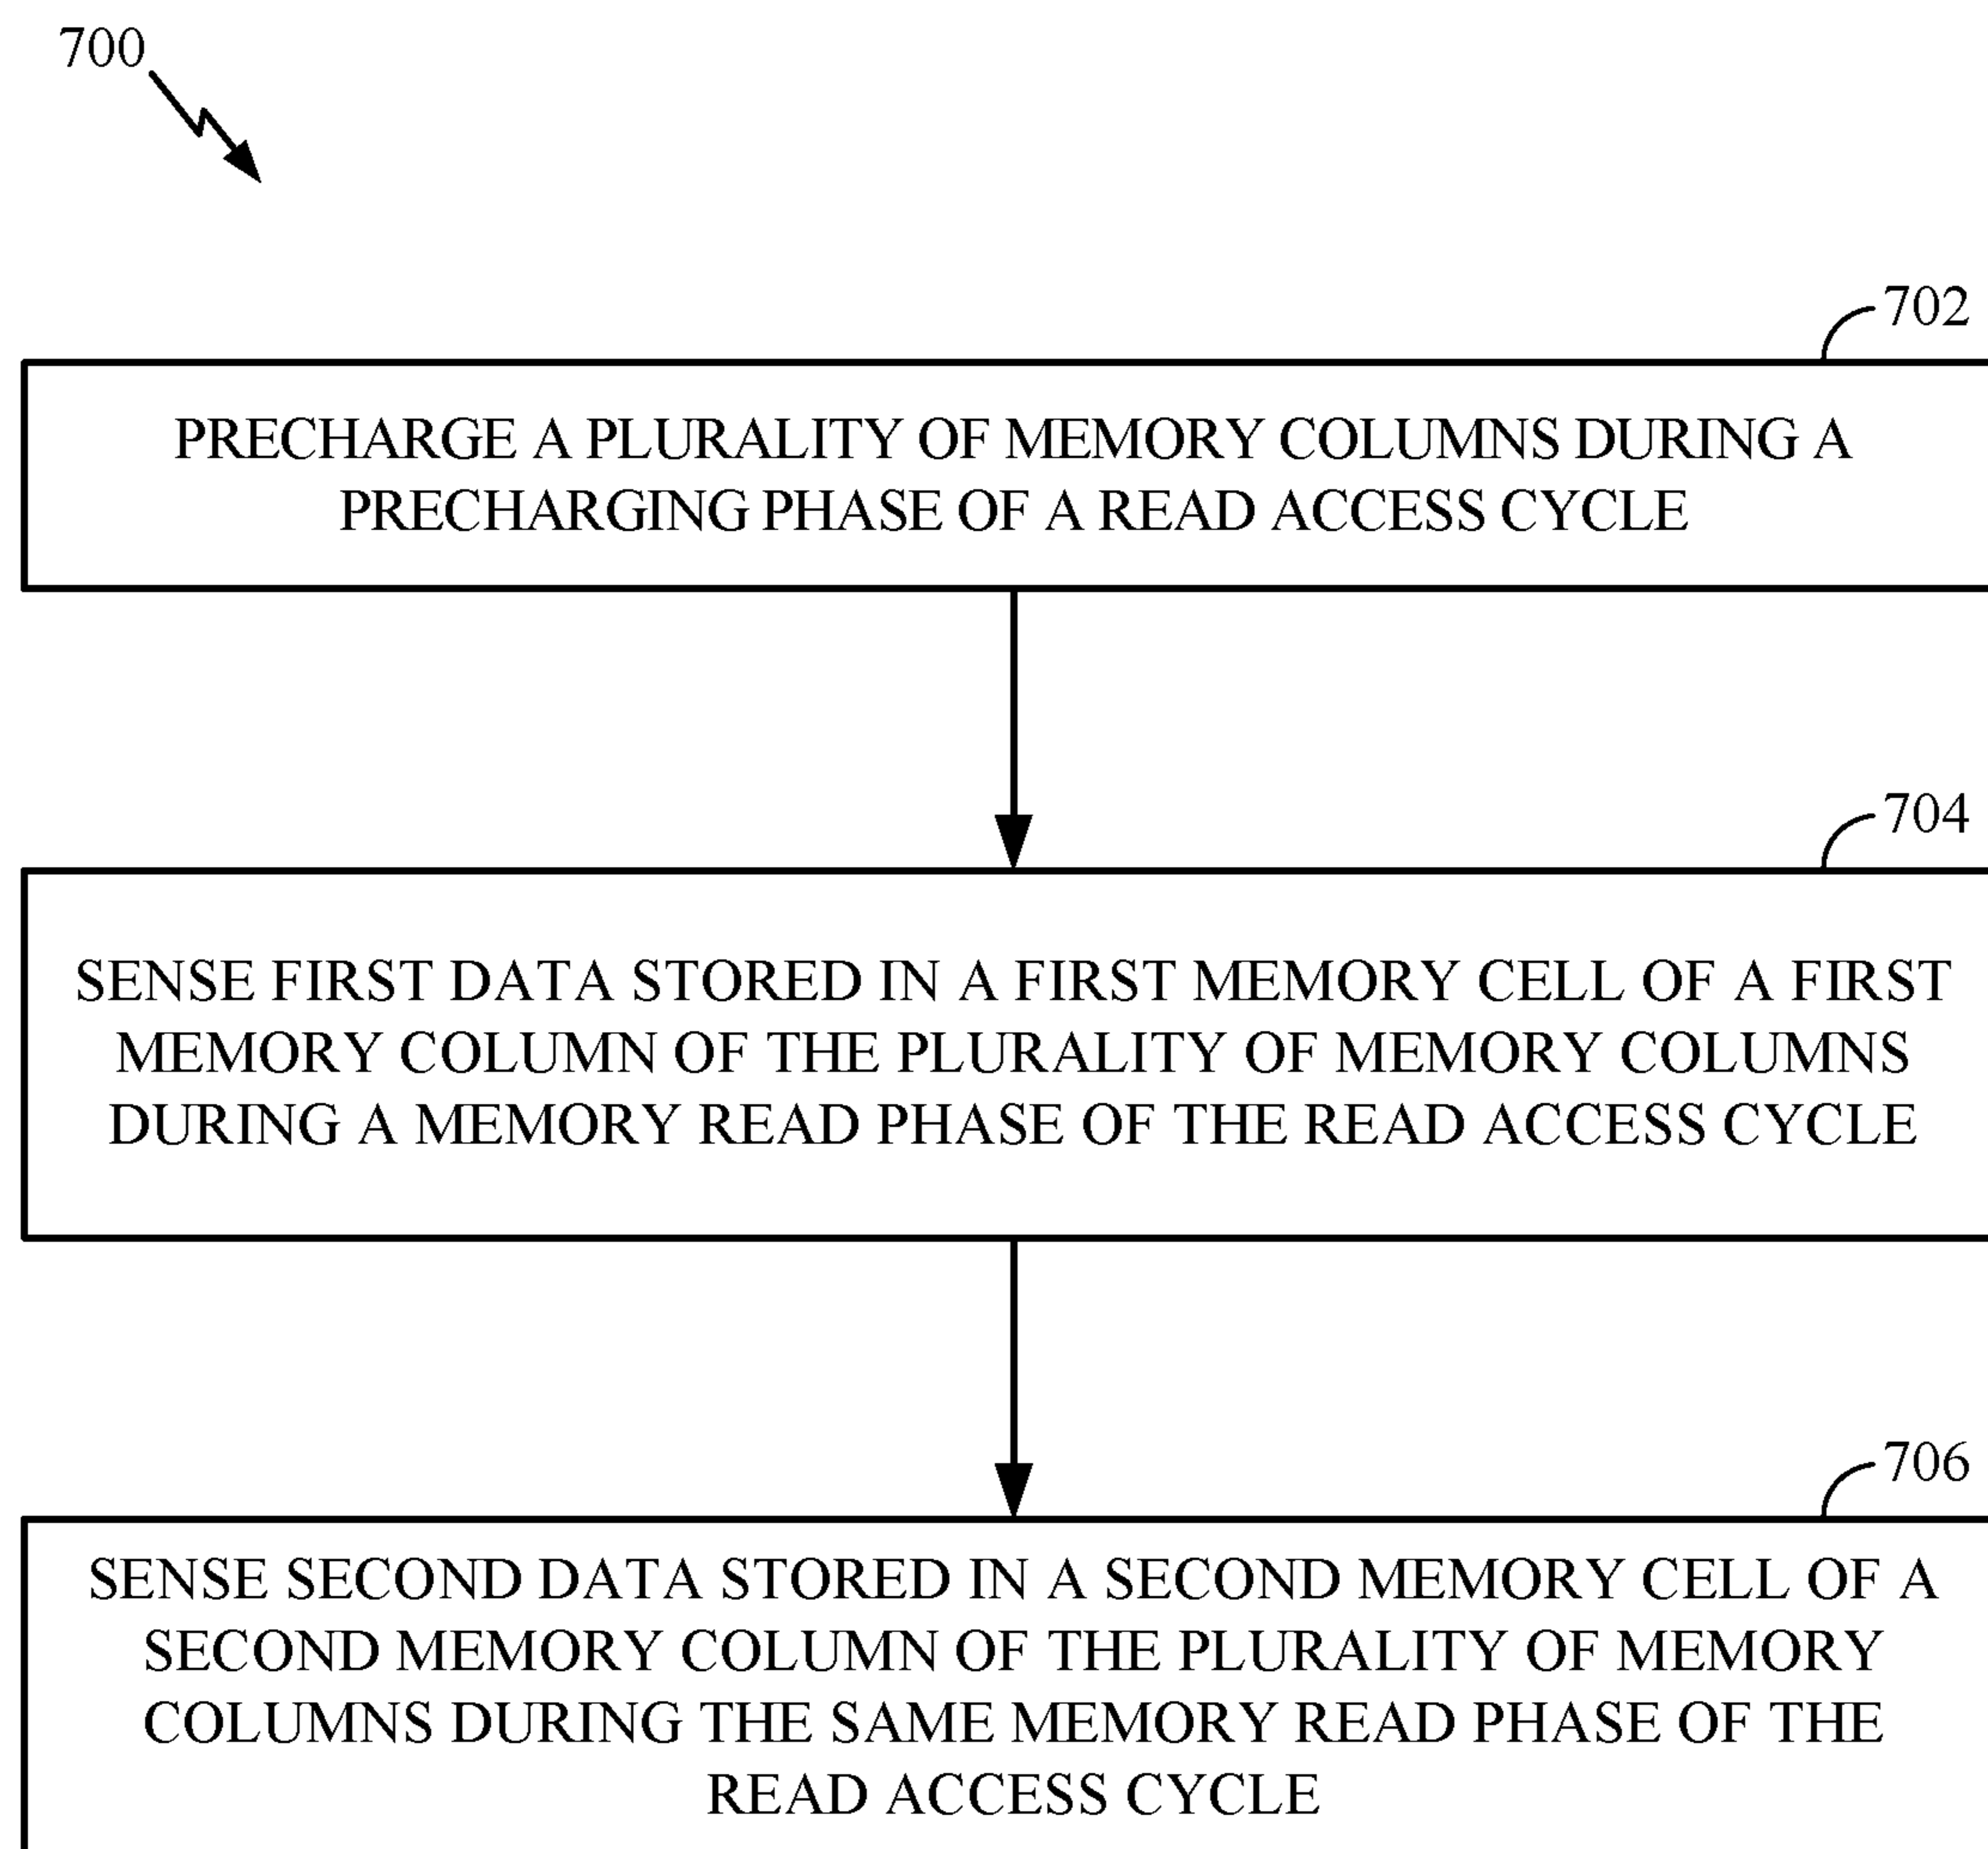 700
702
PRECHARGE A PLURALITY OF MEMORY COLUMNS DURING A
PRECHARGING PHASE OF A READ ACCESS CYCLE
704
SENSE FIRST DATA STORED IN A FIRST MEMORY CELL OF A FIRST
MEMORY COLUMN OF THE PLURALITY OF MEMORY COLUMNS
DURING A MEMORY READ PHASE OF THE READ ACCESS CYCLE
706
SENSE SECOND DATA STORED IN A SECOND MEMORY CELL OF A
SECOND MEMORY COLUMN OF THE PLURALITY OF MEMORY
COLUMNS DURING THE SAME MEMORY READ PHASE OF THE
READ ACCESS CYCLE